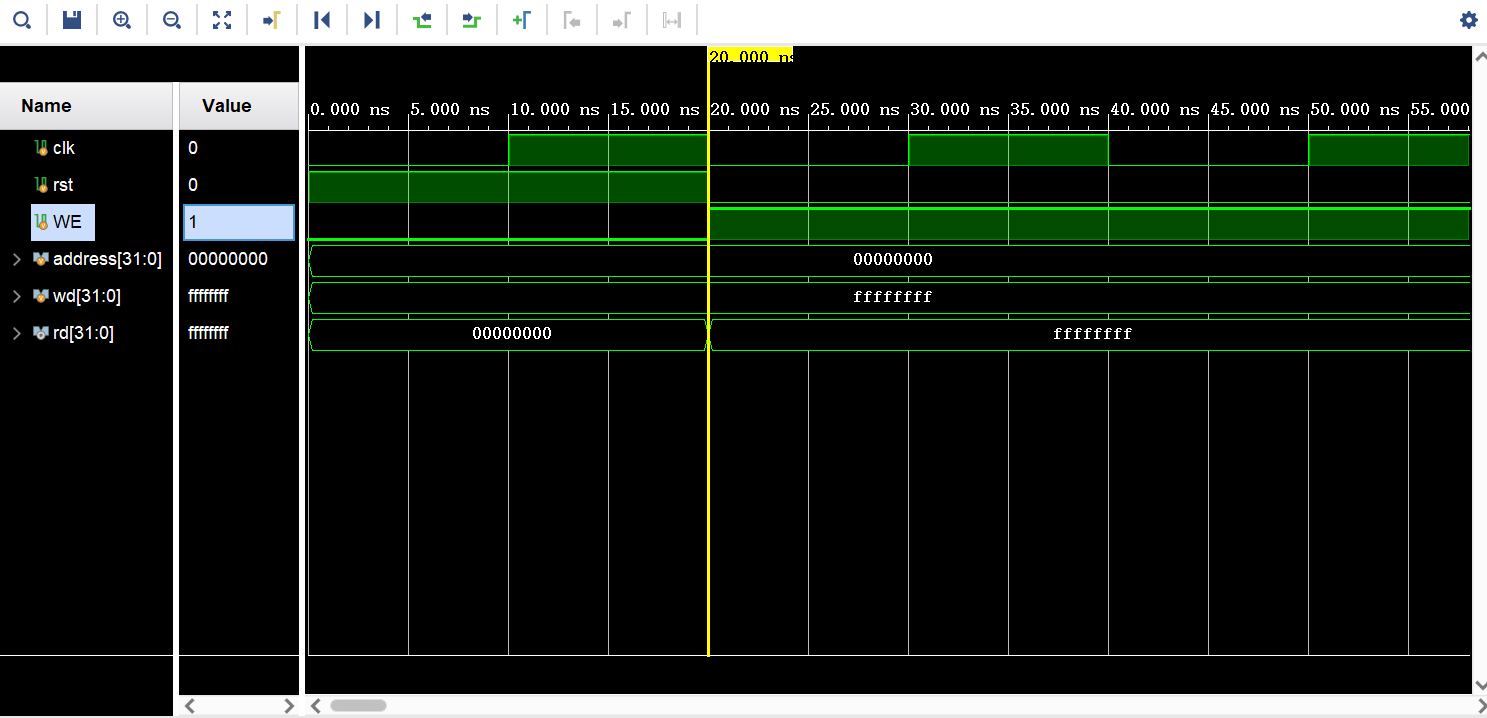 20.000 ns
Name Value
0.000 ns 5.000 ns 10.000 ns 15.000 ns 20.000 ns 25.000 ns 30.000 ns 35.000 ns 40.000 ns 45.000 ns 50.000 ns 55.000
clk 0
rst 0
WE 1
address[31:0] 00000000 00000000
wd[31:0] ffffffff ffffffff
rd[31:0] ffffffff 00000000 ffffffff